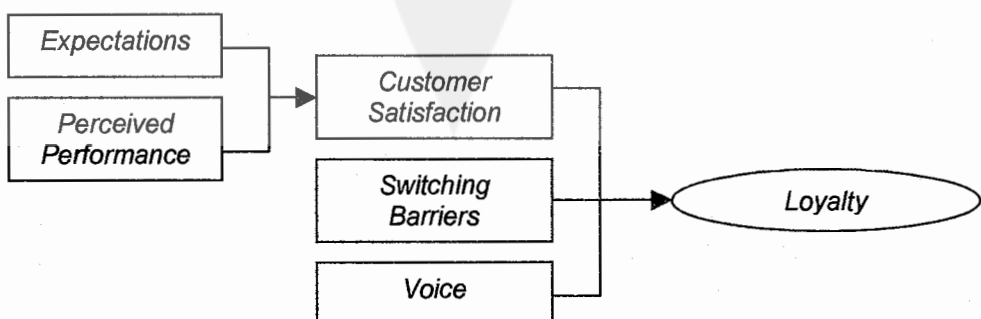 Expectations
Perceived
Performance
Customer
Satisfaction
Switching
Barriers
Voice
Loyalty